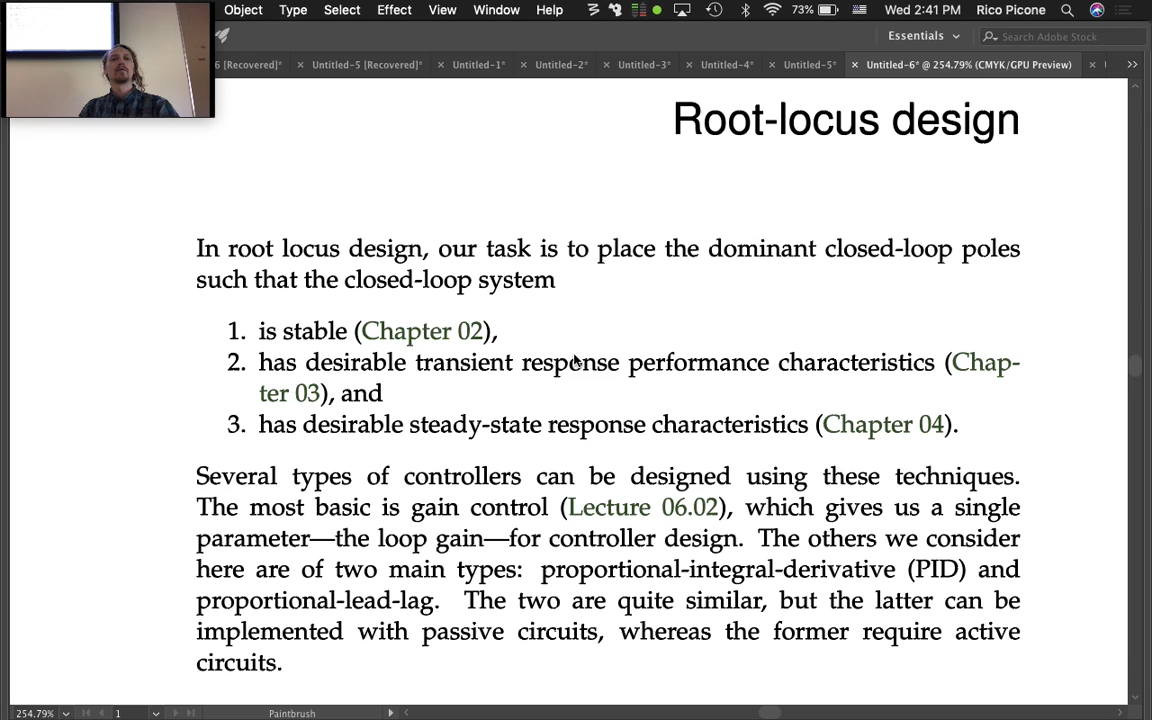 Object Type Select Effect View Window Help 73% Wed 2:41 PM Rico Picone
Essentials Search Adobe Stock
6 [Recovered]* × Untitled-5 [Recovered]* × Untitled-1* × Untitled-2* × Untitled-3* × Untitled-4* × Untitled-5* × Untitled-6* @ 254.79% (CMYK/GPU Preview) ×
Root-locus design
In root locus design, our task is to place the dominant closed-loop poles
such that the closed-loop system
1. is stable (Chapter 02),
2. has desirable transient response performance characteristics (Chap-
ter 03), and
3. has desirable steady-state response characteristics (Chapter 04).
Several types of controllers can be designed using these techniques.
The most basic is gain control (Lecture 06.02), which gives us a single
parameter—the loop gain—for controller design. The others we consider
here are of two main types: proportional-integral-derivative (PID) and
proportional-lead-lag. The two are quite similar, but the latter can be
implemented with passive circuits, whereas the former require active
circuits.
254.79% 1 Paintbrush